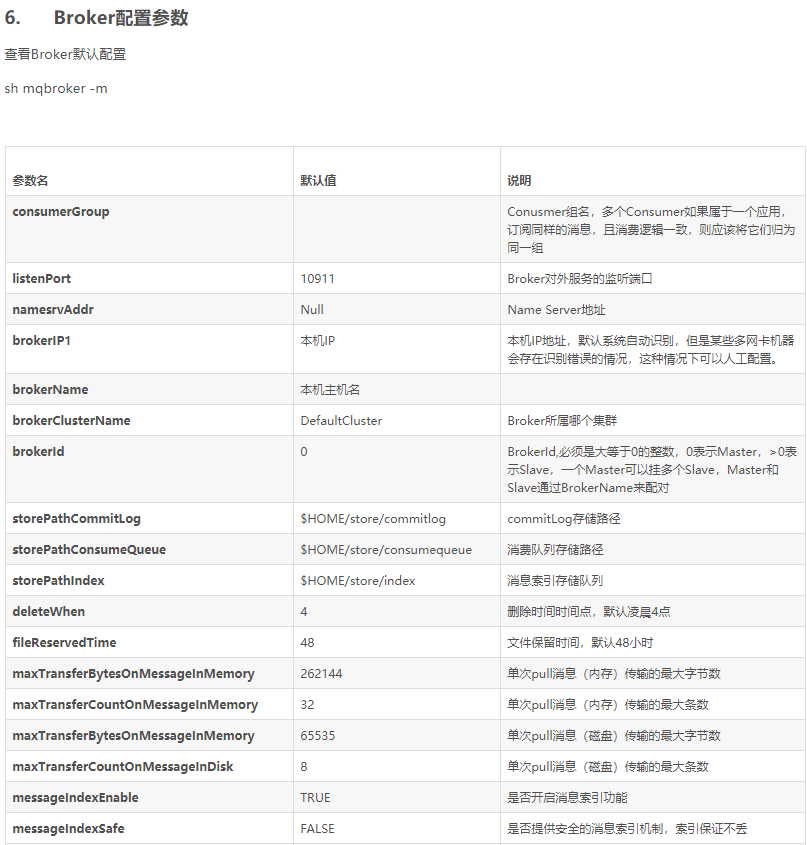 6. Broker配置参数
查看Broker默认配置
sh mqbroker -m
参数名 默认值 说明
consumerGroup Conusmer组名，多个Consumer如果属于一个应用，
订阅同样的消息，且消费逻辑一致，则应该将它们归为
同一组
listenPort 10911 Broker对外服务的监听端口
namesrvAddr Null Name Server地址
brokerIP1 本机IP 本机IP地址，默认系统自动识别，但是某些多网卡机器
会存在识别错误的情况，这种情况下可以人工配置。
brokerName 本机主机名
brokerClusterName DefaultCluster Broker所属哪个集群
brokerId 0 BrokerId,必须是大等于0的整数，0表示Master，>0表
示Slave，一个Master可以挂多个Slave，Master和
Slave通过BrokerName来配对
storePathCommitLog $HOME/store/commitlog commitLog存储路径
storePathConsumeQueue $HOME/store/consumequeue 消费队列存储路径
storePathIndex $HOME/store/index 消息索引存储队列
deleteWhen 4 删除时间时间点，默认凌晨4点
fileReservedTime 48 文件保留时间，默认48小时
maxTransferBytesOnMessageInMemory 262144 单次pull消息（内存）传输的最大字节数
maxTransferCountOnMessageInMemory 32 单次pull消息（内存）传输的最大条数
maxTransferBytesOnMessageInMemory 65535 单次pull消息（磁盘）传输的最大字节数
maxTransferCountOnMessageInDisk 8 单次pull消息（磁盘）传输的最大条数
messageIndexEnable TRUE 是否开启消息索引功能
messageIndexSafe FALSE 是否提供安全的消息索引机制，索引保证不丢